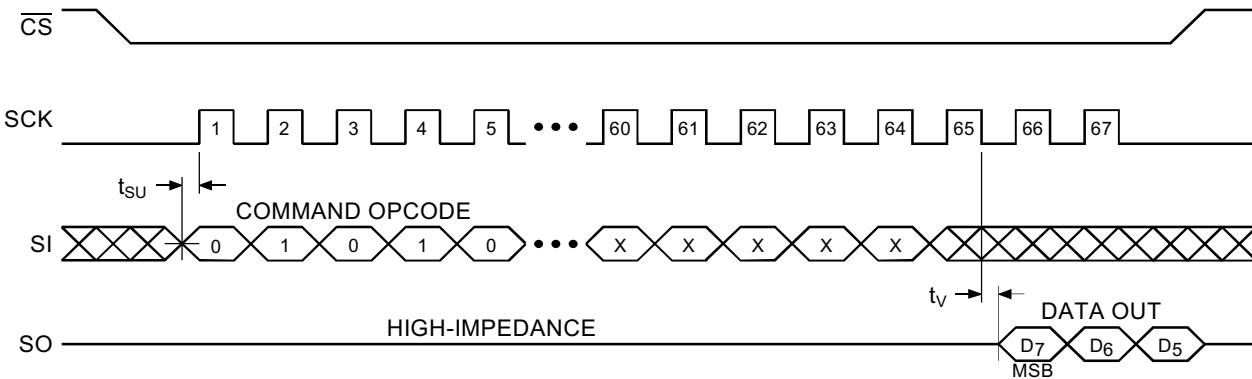 CS
SCK 1 2 3 4 5 ••• 60 61 62 63 64 65 66 67
tSU
COMMAND OPCODE
SI 0 1 0 1 0 ••• X X X X X
tV
DATA OUT
HIGH-IMPEDANCE
SO D7 D6 D5
MSB